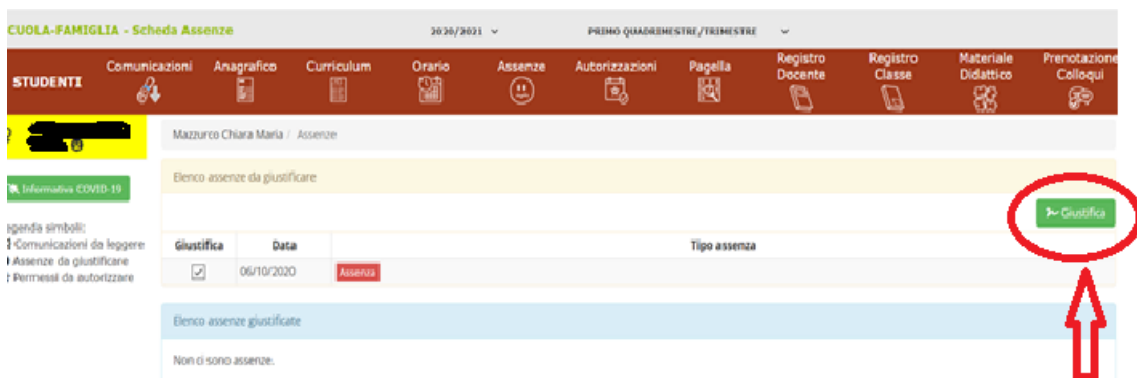 CUOLA-FAMIGLIA - Scheda Assenze 2020/2021 PRIMO QUADRIMESTRE/TRIMESTRE
STUDENTI Comunicazioni Anagrafico Curriculum Orario Assenze Autorizzazioni Pagella Registro Docente Registro Classe Materiale Didattico Prenotazione Colloqui
Mazzurco Chiara Maria / Assenze
Elenco assenze da giustificare
Informativa COVID-19
Giustifica
egenda simboli:
Comunicazioni da leggere
Assenze da giustificare
Permessi da autorizzare
Giustifica Data Tipo assenza
06/10/2020 Assenza
Elenco assenze giustificate
Non ci sono assenze.